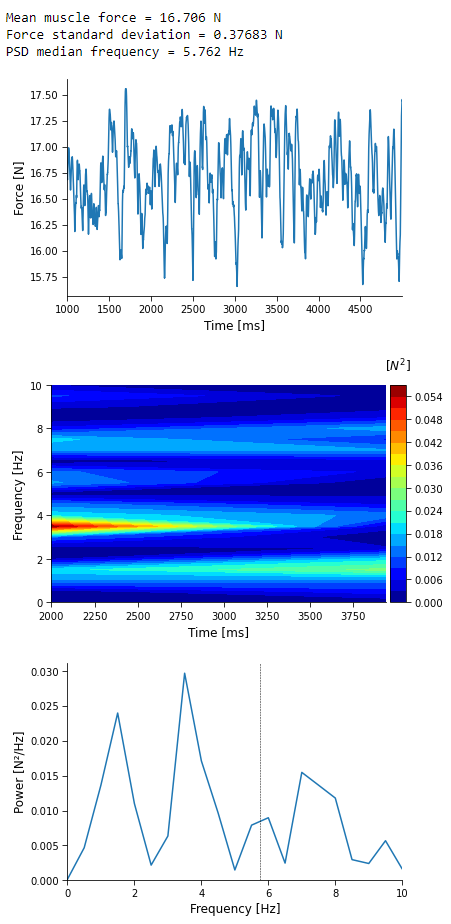 Mean muscle force = 16.706 N
Force standard deviation = 0.37683 N
PSD median frequency = 5.762 Hz
17.50
17.25
17.00
16.75
16.50
16.25
16.00
15.75
Force [N]
1000 1500 2000 2500 3000 3500 4000 4500
Time [ms]
[N²]
10
8
6
4
2
0
Frequency [Hz]
0.054
0.048
0.042
0.036
0.030
0.024
0.018
0.012
0.006
0.000
2000 2250 2500 2750 3000 3250 3500 3750
Time [ms]
0.030
0.025
0.020
0.015
0.010
0.005
0.000
Power [N²/Hz]
0 2 4 6 8 10
Frequency [Hz]